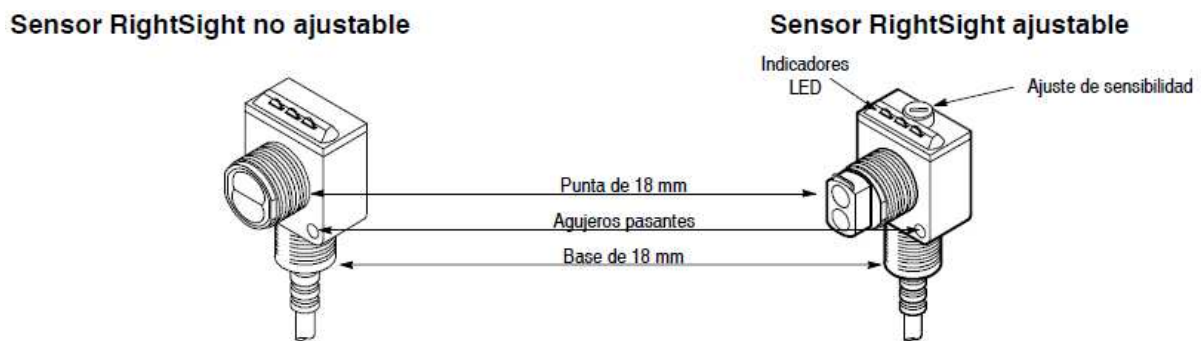 Sensor RightSight no ajustable
Sensor RightSight ajustable
Indicadores
LED
Ajuste de sensibilidad
Punta de 18 mm
Agujeros pasantes
Base de 18 mm